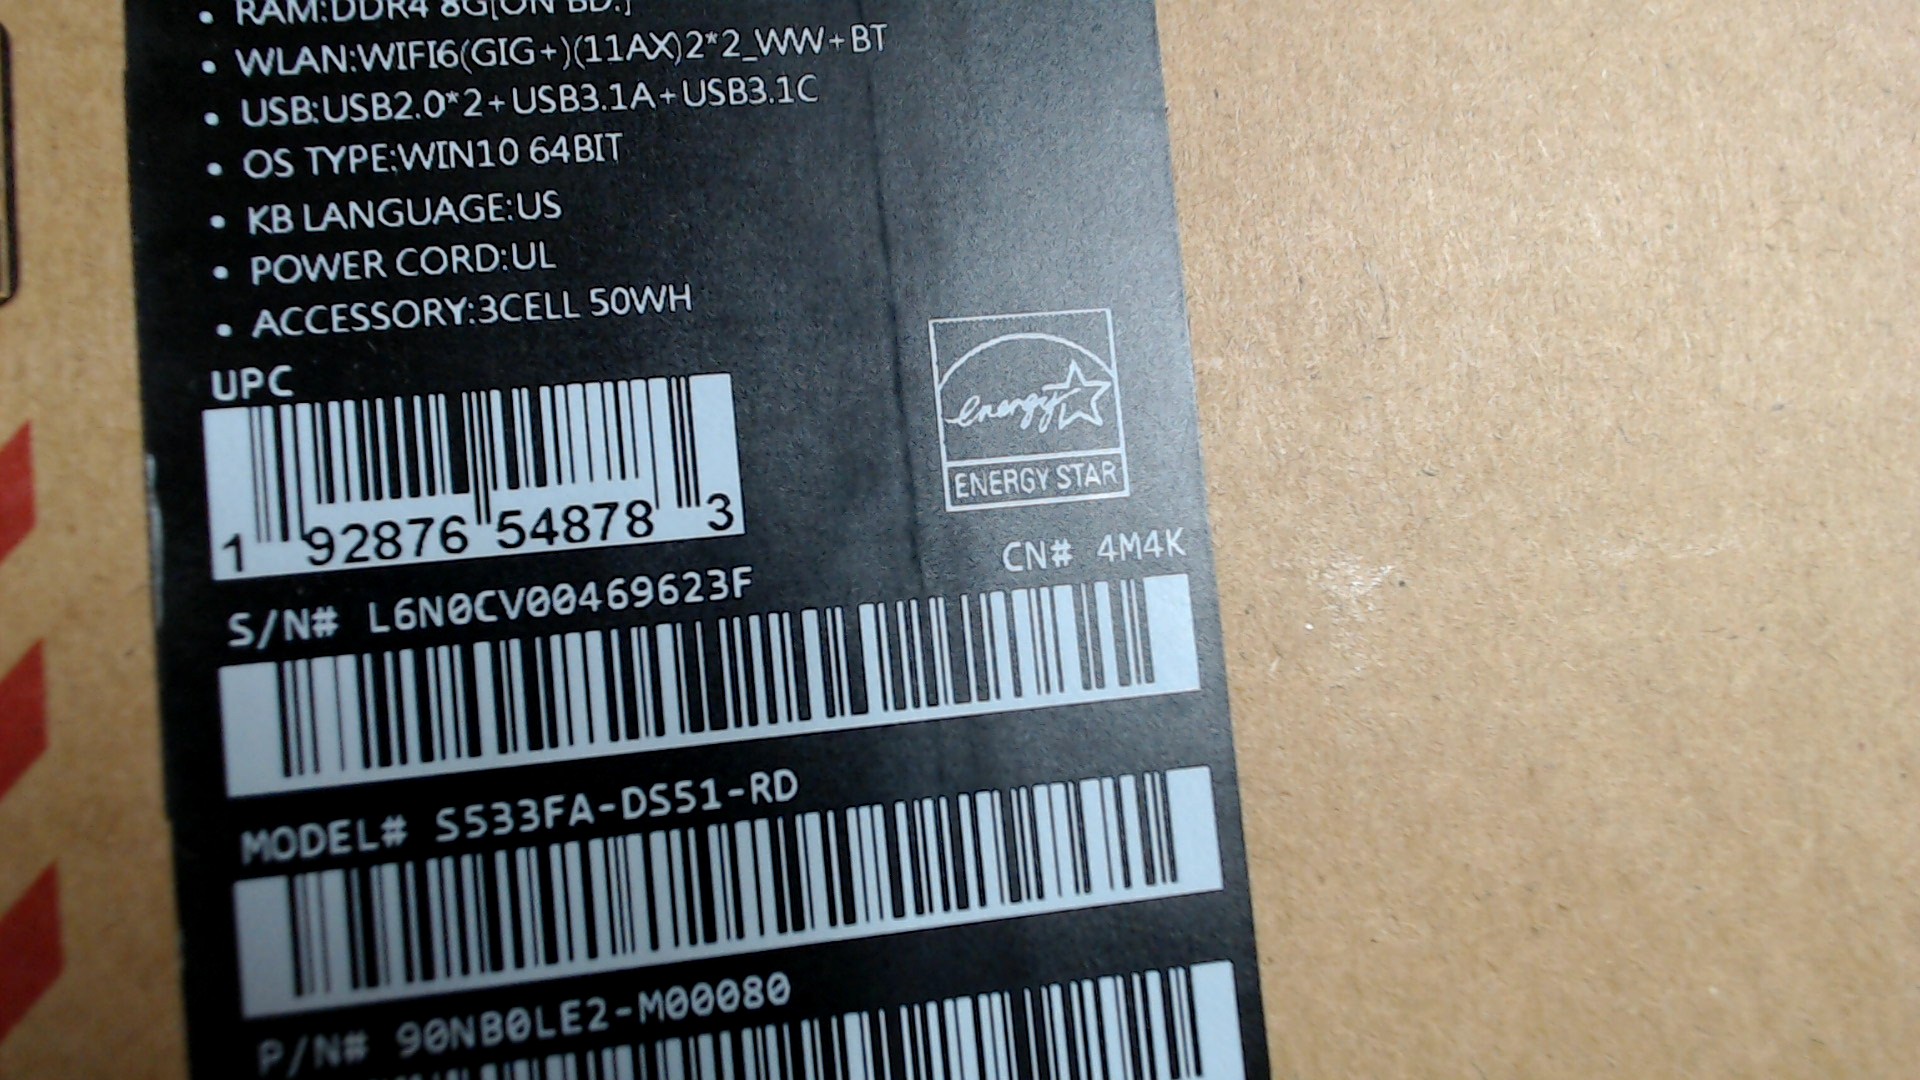 • RAM:DDR4 8G[ON BD.]
• WLAN:WIFI6(GIG+)(11AX)2*2_WW+BT
• USB:USB2.0*2+USB3.1A+USB3.1C
• OS TYPE:WIN10 64BIT
• KB LANGUAGE:US
• POWER CORD:UL
• ACCESSORY:3CELL 50WH
energy
ENERGY STAR
UPC
1 92876 54878 3
CN# 4M4K
S/N# L6N0CV00469623F
MODEL# S533FA-DS51-RD
P/N# 90NB0LE2-M00080